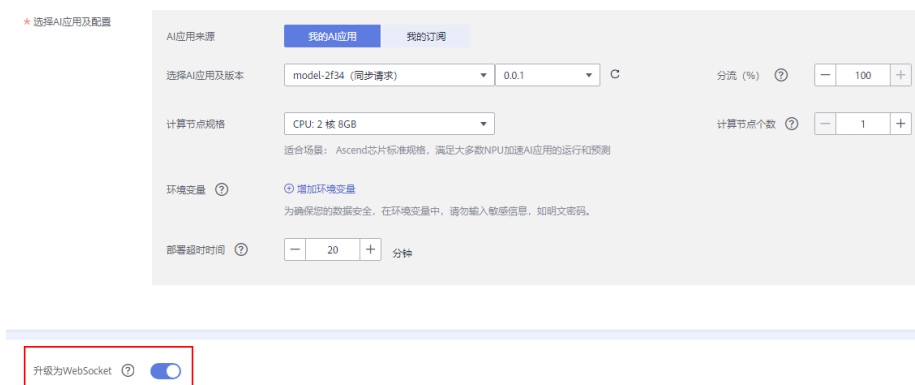 * 选择AI应用及配置
AI应用来源 我的AI应用 我的订阅
选择AI应用及版本 model-2f34（同步请求） 0.0.1 分流（%） ? — 100 +
计算节点规格 CPU: 2 核 8GB 计算节点个数 ? — 1 +
适合场景： Ascend芯片标准规格，满足大多数NPU加速AI应用的运行和预测
环境变量 ? 增加环境变量
为确保您的数据安全，在环境变量中，请勿输入敏感信息，如明文密码。
部署超时时间 ? — 20 + 分钟
升级为WebSocket ?